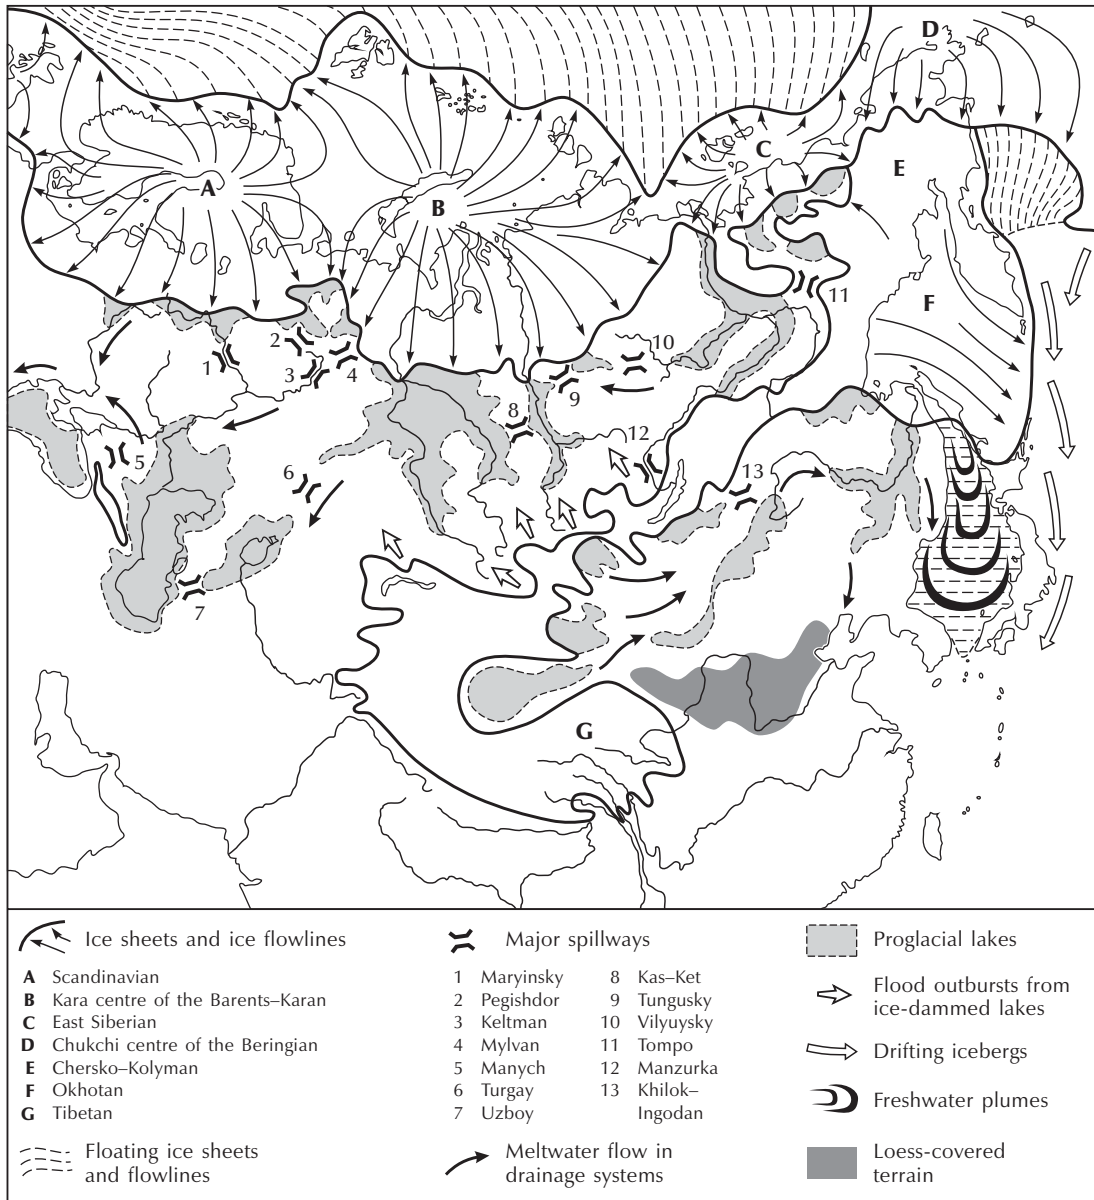 D
C
E
A
B
F
11
2
1
3
4
10
9
8
12
5
6
13
7
G
Ice sheets and ice flowlines
A Scandinavian
B Kara centre of the Barents–Karan
C East Siberian
D Chukchi centre of the Beringian
E Chersko–Kolyman
F Okhotan
G Tibetan
Floating ice sheets
and flowlines
Major spillways
1 Maryinsky
2 Pegishdor
3 Keltman
4 Mylvan
5 Manych
6 Turgay
7 Uzboy
8 Kas–Ket
9 Tungusky
10 Vilyuysky
11 Tompo
12 Manzurka
13 Khilok–
Ingodan
Meltwater flow in
drainage systems
Proglacial lakes
Flood outbursts from
ice-dammed lakes
Drifting icebergs
Freshwater plumes
Loess-covered
terrain